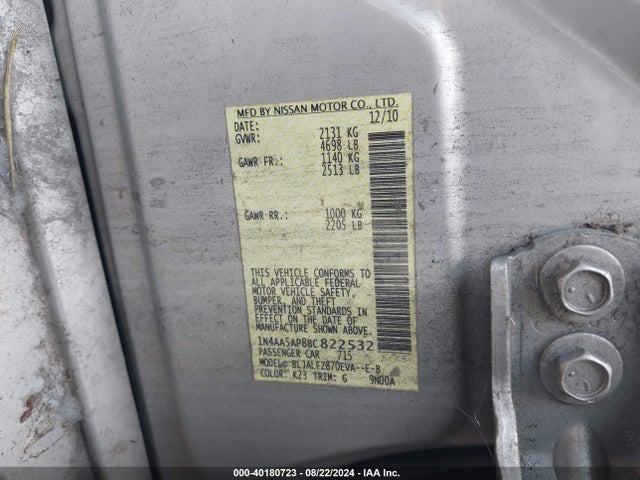 MFD BY NISSAN MOTOR CO., LTD.
DATE: 12/10
GVWR: 2131 KG
4698 LB
GAWR FR.: 1140 KG
2513 LB
GAWR RR.: 1000 KG
2205 LB
THIS VEHICLE CONFORMS TO
ALL APPLICABLE FEDERAL
MOTOR VEHICLE SAFETY,
BUMPER, AND THEFT
PREVENTION STANDARDS IN
EFFECT ON THE DATE OF
MANUFACTURE SHOWN ABOVE.
1N4AA5AP8BC822532
PASSENGER CAR 715
MODEL: BLJALFZ870EVA--E-B
COLOR: K23 TRIM: G 9N00A
000-40180723 - 08/22/2024 - IAA Inc.